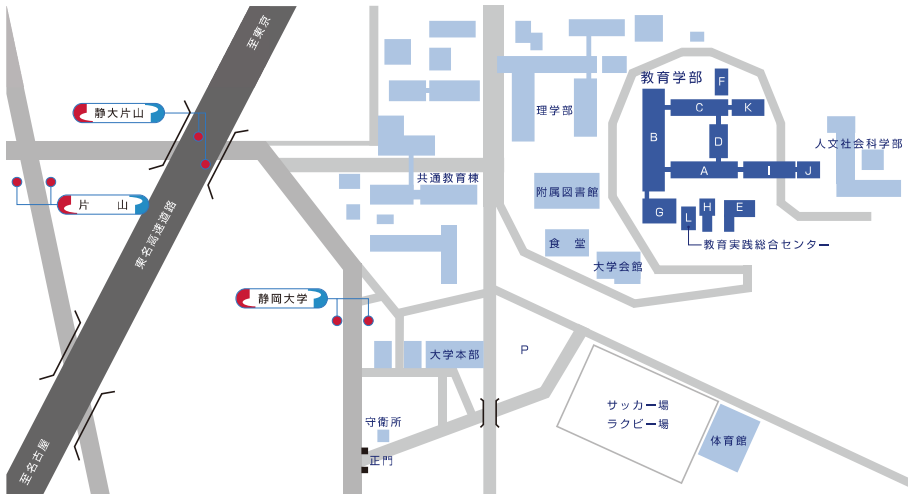 至東京
静大片山
片　山
東名高速道路
至名古屋
静岡大学
共通教育棟
理学部
附属図書館
食 堂
大学会館
教育学部
F
C
K
B
D
A
I
J
G
L
H
E
教育実践総合センター
人文社会科学部
大学本部
P
守衛所
正門
サッカー場
ラクビー場
体育館